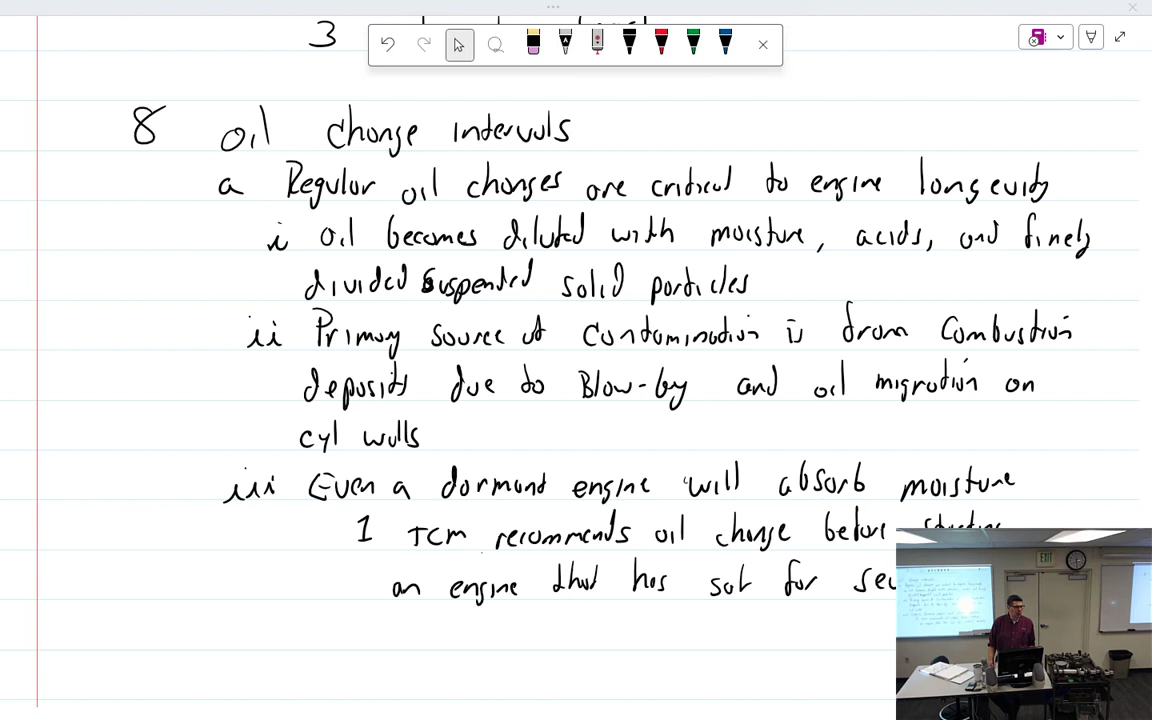 3
8 Oil change intervals
a Regular oil changes are critical to engine longevity
i Oil becomes diluted with moisture, acids, and finely
divided suspended solid particles
ii Primary source of contamination is from combustion
deposits due to Blow-by and oil migration on
cyl walls
iii Even a dormant engine will absorb moisture
1 TCM recommends oil change before
an engine that has sat for
EXIT